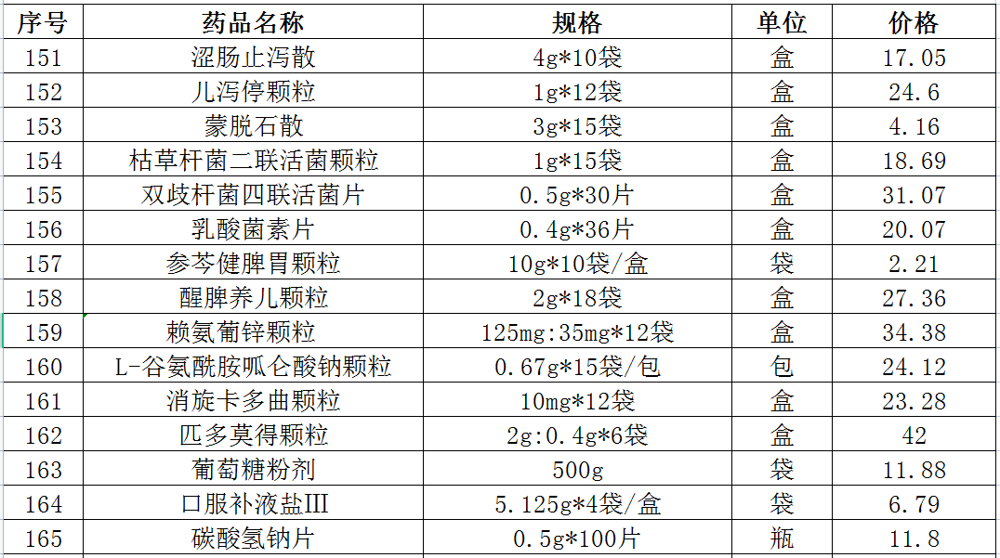 序号 药品名称 规格 单位 价格
151 涩肠止泻散 4g*10袋 盒 17.05
152 儿泻停颗粒 1g*12袋 盒 24.6
153 蒙脱石散 3g*15袋 盒 4.16
154 枯草杆菌二联活菌颗粒 1g*15袋 盒 18.69
155 双歧杆菌四联活菌片 0.5g*30片 盒 31.07
156 乳酸菌素片 0.4g*36片 盒 20.07
157 参芩健脾胃颗粒 10g*10袋/盒 袋 2.21
158 醒脾养儿颗粒 2g*18袋 盒 27.36
159 赖氨葡锌颗粒 125mg:35mg*12袋 盒 34.38
160 L-谷氨酰胺呱仑酸钠颗粒 0.67g*15袋/包 包 24.12
161 消旋卡多曲颗粒 10mg*12袋 盒 23.28
162 匹多莫得颗粒 2g:0.4g*6袋 盒 42
163 葡萄糖粉剂 500g 袋 11.88
164 口服补液盐Ⅲ 5.125g*4袋/盒 袋 6.79
165 碳酸氢钠片 0.5g*100片 瓶 11.8